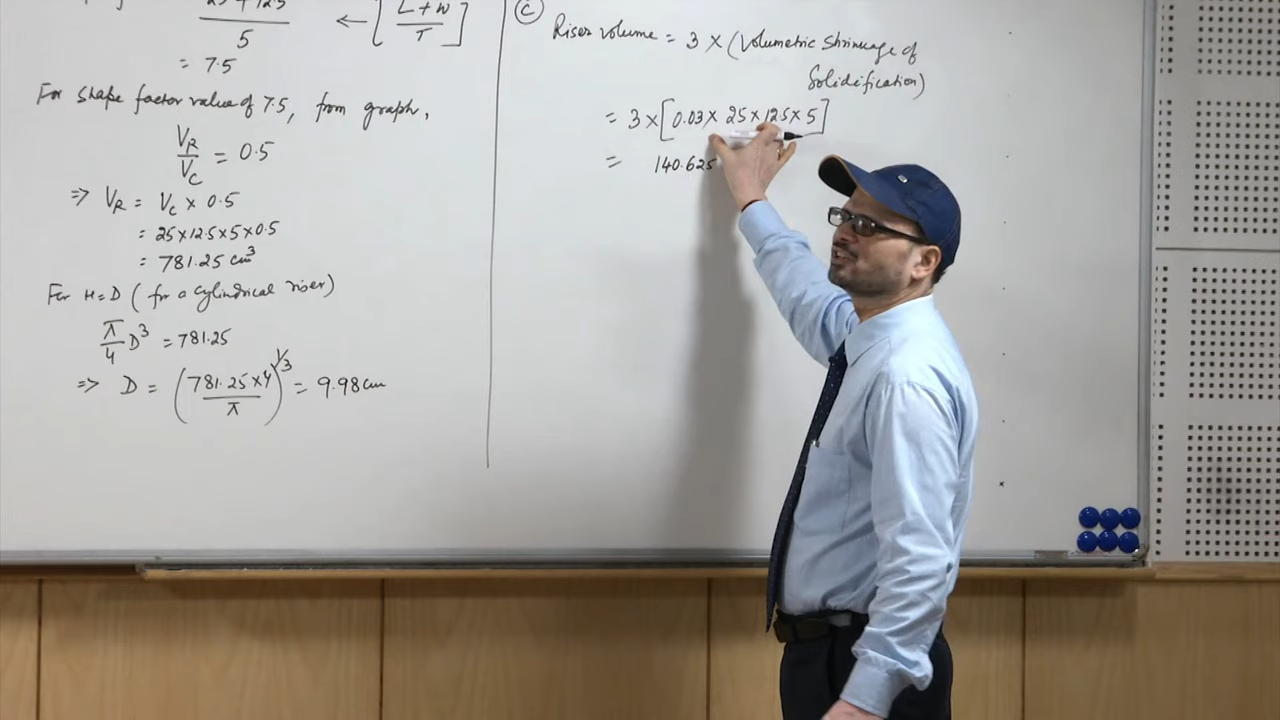 25+12.5
5
← [L+W
T]
= 7.5
For shape factor value of 7.5, from graph,
V_R
V_C = 0.5
=> V_R = V_C × 0.5
= 25×12.5×5×0.5
= 781.25 cm³
For H=D (for a cylindrical riser)
π/4 D³ = 781.25
=> D = (781.25×4/π)^1/3 = 9.98 cm
(C)
Riser volume = 3 × (Volumetric Shrinkage of
Solidification)
= 3 × [0.03 × 25 × 12.5 × 5]
= 140.625